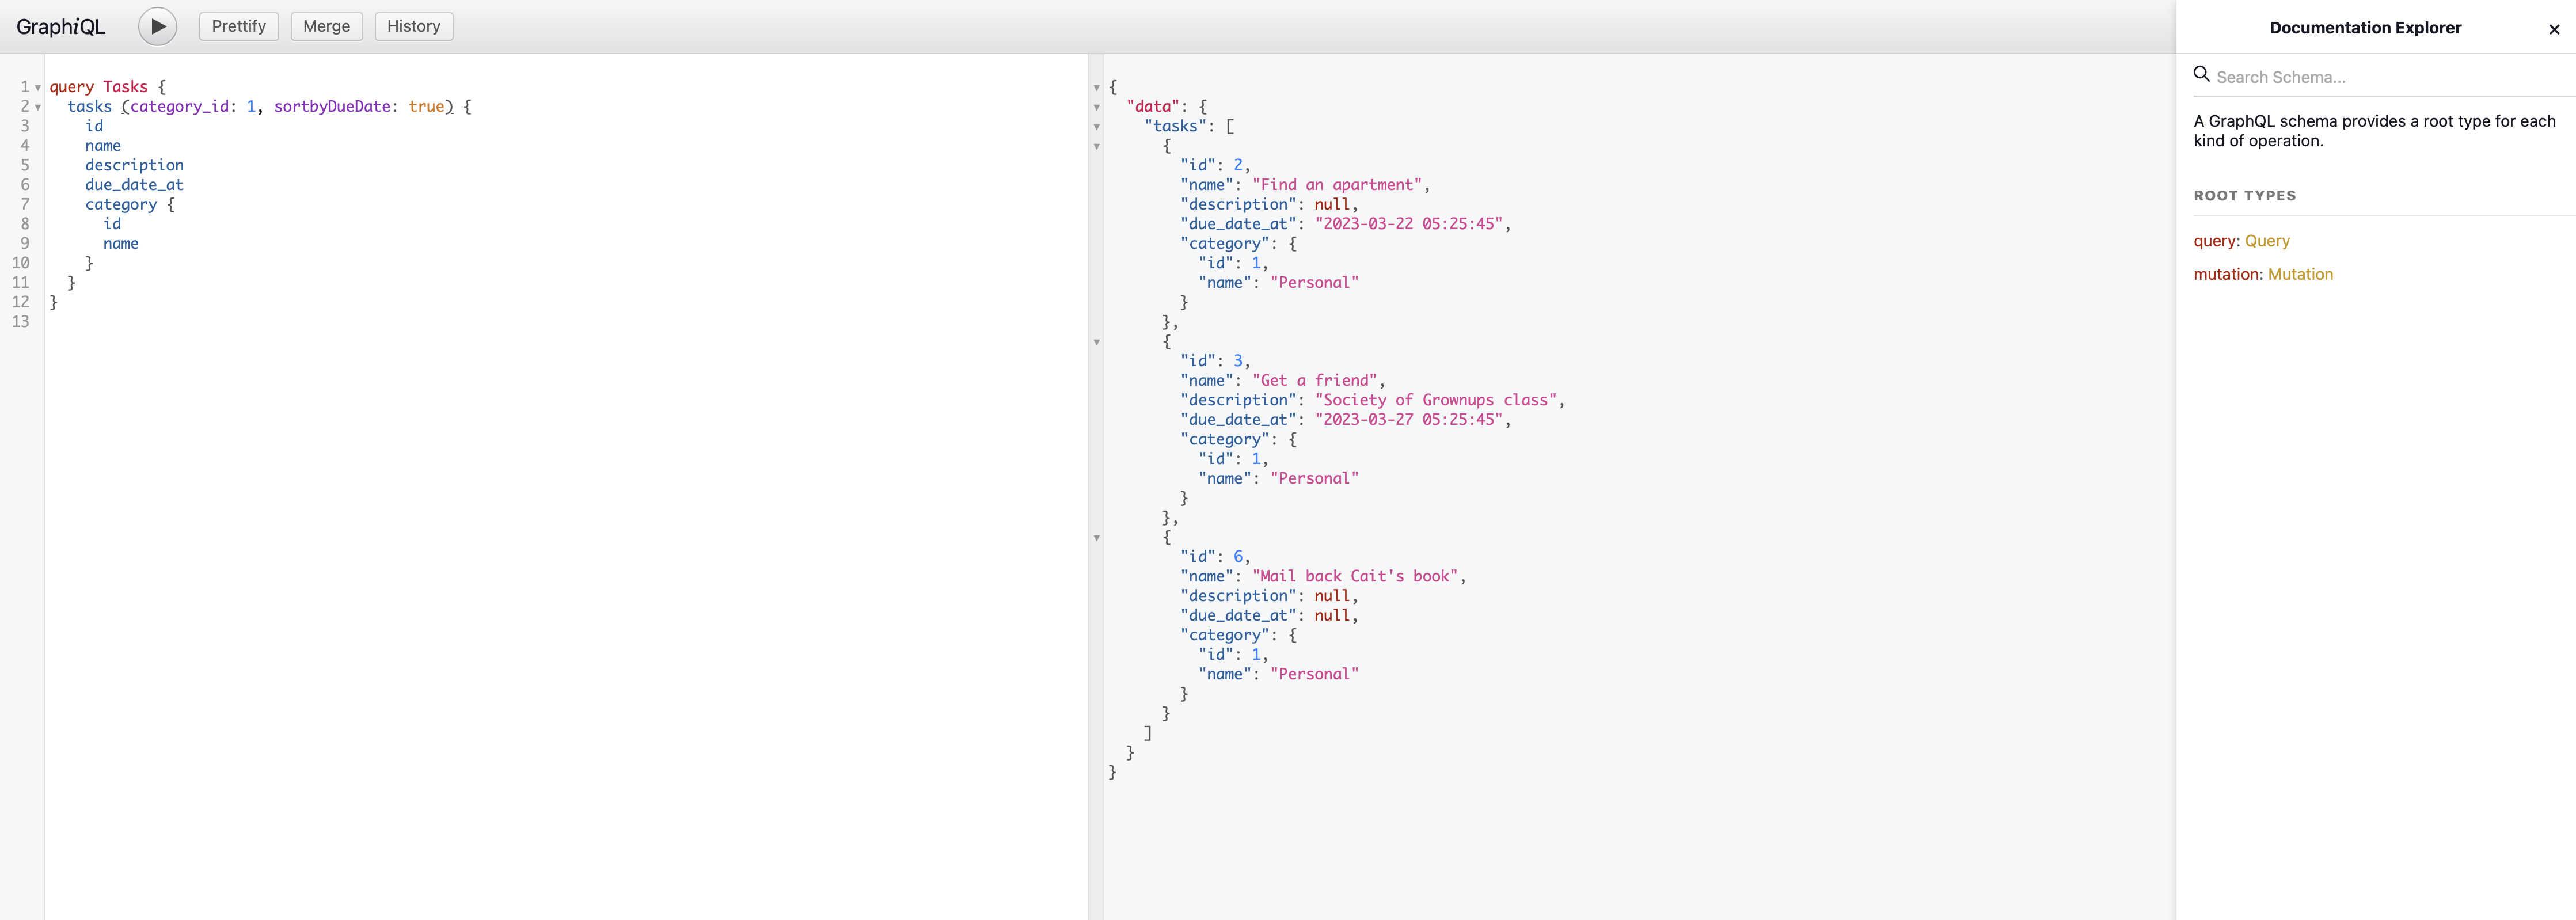 GraphiQL Prettify Merge History
1 query Tasks {
2 tasks (category_id: 1, sortbyDueDate: true) {
3 id
4 name
5 description
6 due_date_at
7 category {
8 id
9 name
10 }
11 }
12 }
13
{
"data": {
"tasks": [
{
"id": 2,
"name": "Find an apartment",
"description": null,
"due_date_at": "2023-03-22 05:25:45",
"category": {
"id": 1,
"name": "Personal"
}
},
{
"id": 3,
"name": "Get a friend",
"description": "Society of Grownups class",
"due_date_at": "2023-03-27 05:25:45",
"category": {
"id": 1,
"name": "Personal"
}
},
{
"id": 6,
"name": "Mail back Cait's book",
"description": null,
"due_date_at": null,
"category": {
"id": 1,
"name": "Personal"
}
}
]
}
}
Documentation Explorer
Search Schema...
A GraphQL schema provides a root type for each
kind of operation.
ROOT TYPES
query: Query
mutation: Mutation